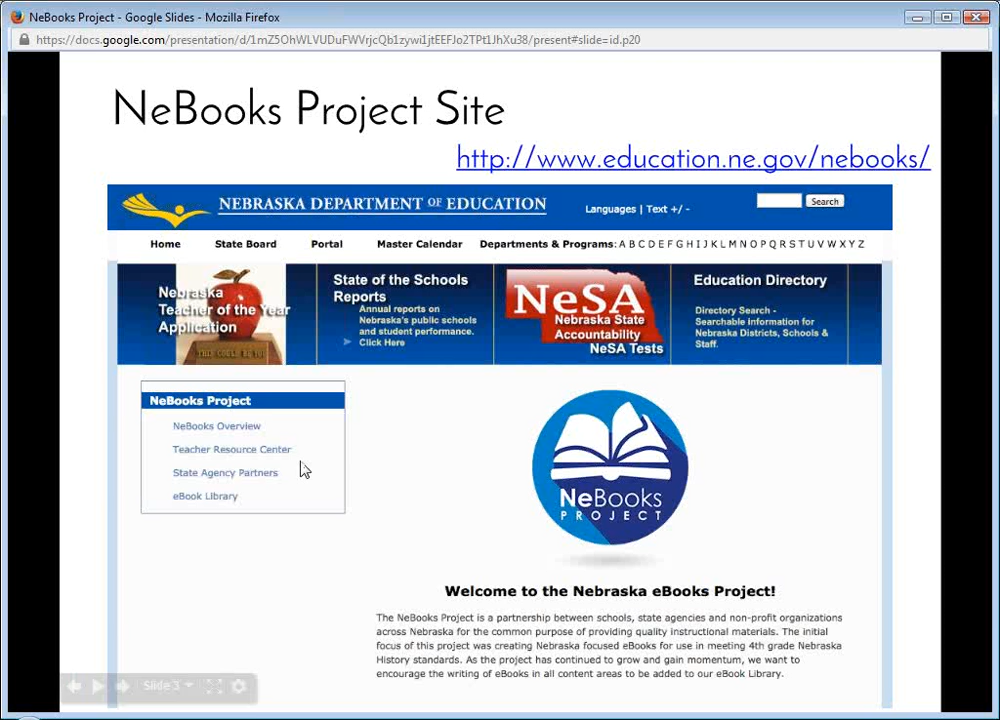 NeBooks Project - Google Slides - Mozilla Firefox
https://docs.google.com/presentation/d/1mZ5OhWLVUDuFWVrjcQb1zywi1jtEEFJo2TPt1JhXu38/present#slide=id.p20
NeBooks Project Site
http://www.education.ne.gov/nebooks/
NEBRASKA DEPARTMENT OF EDUCATION
Languages | Text +/ -
Search
Home State Board Portal Master Calendar Departments & Programs: A B C D E F G H I J K L M N O P Q R S T U V W X Y Z
Nebraska
Teacher of the Year
Application
State of the Schools
Reports
Annual reports on
Nebraska's public schools
and student performance.
Click Here
NeSA
Nebraska State
Accountability
NeSA Tests
Education Directory
Directory Search -
Searchable information for
Nebraska Districts, Schools &
Staff.
NeBooks Project
NeBooks Overview
Teacher Resource Center
State Agency Partners
eBook Library
NeBooks
PROJECT
Welcome to the Nebraska eBooks Project!
The NeBooks Project is a partnership between schools, state agencies and non-profit organizations
across Nebraska for the common purpose of providing quality instructional materials. The initial
focus of this project was creating Nebraska focused eBooks for use in meeting 4th grade Nebraska
History standards. As the project has continued to grow and gain momentum, we want to
encourage the writing of eBooks in all content areas to be added to our eBook Library.
Slide 3